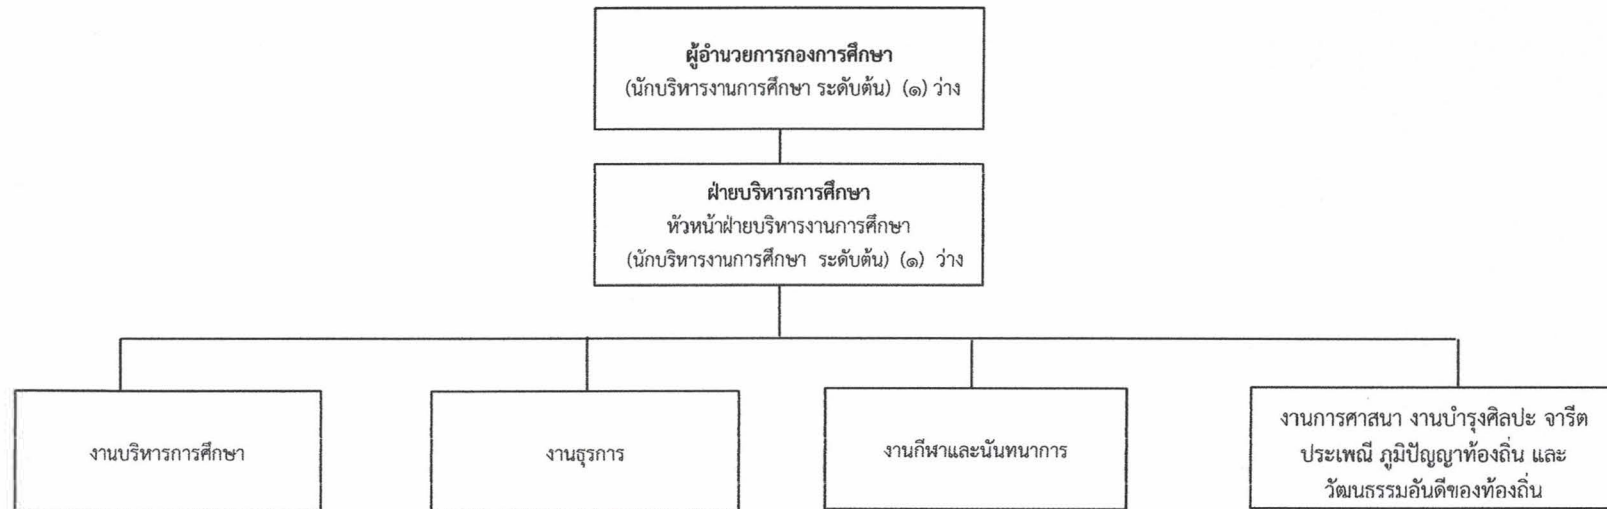 ผู้อำนวยการกองการศึกษา
(นักบริหารงานการศึกษา ระดับต้น) (๑) ว่าง
ฝ่ายบริหารการศึกษา
หัวหน้าฝ่ายบริหารงานการศึกษา
(นักบริหารงานการศึกษา ระดับต้น) (๑) ว่าง
งานบริหารการศึกษา
งานธุรการ
งานกีฬาและนันทนาการ
งานการศาสนา งานบำรุงศิลปะ จารีต
ประเพณี ภูมิปัญญาท้องถิ่น และ
วัฒนธรรมอันดีของท้องถิ่น